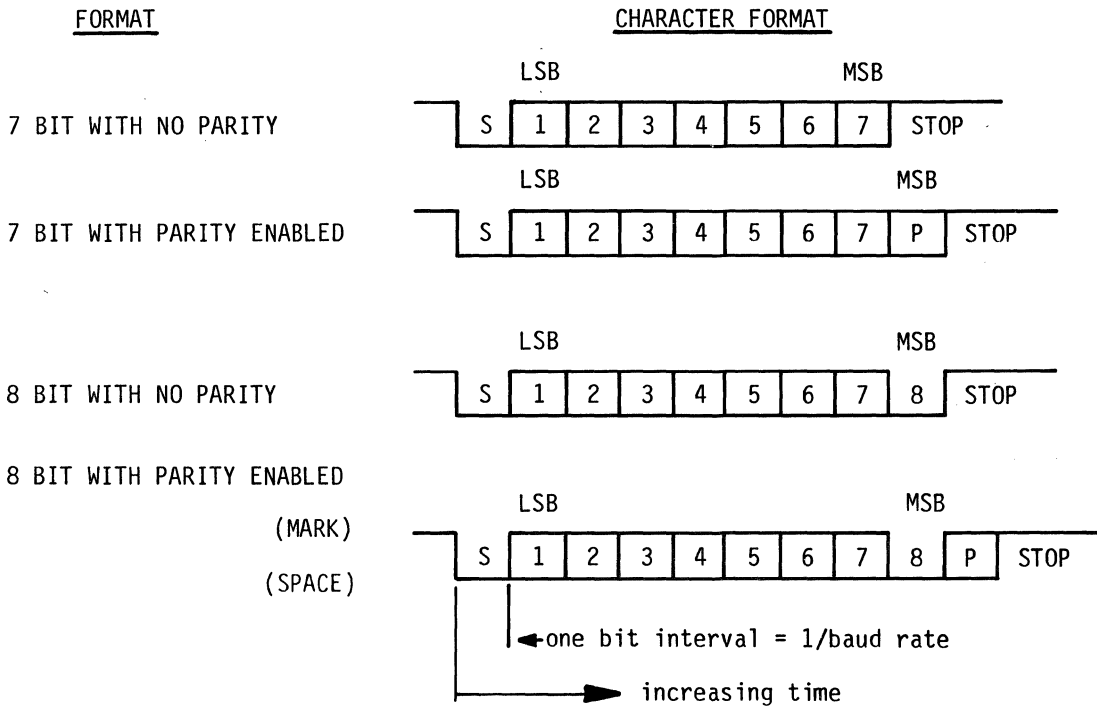 FORMAT CHARACTER FORMAT
LSB MSB
7 BIT WITH NO PARITY S 1 2 3 4 5 6 7 STOP
LSB MSB
7 BIT WITH PARITY ENABLED S 1 2 3 4 5 6 7 P STOP
LSB MSB
8 BIT WITH NO PARITY S 1 2 3 4 5 6 7 8 STOP
8 BIT WITH PARITY ENABLED
LSB MSB
(MARK)
S 1 2 3 4 5 6 7 8 P STOP
(SPACE)
one bit interval = 1/baud rate
increasing time